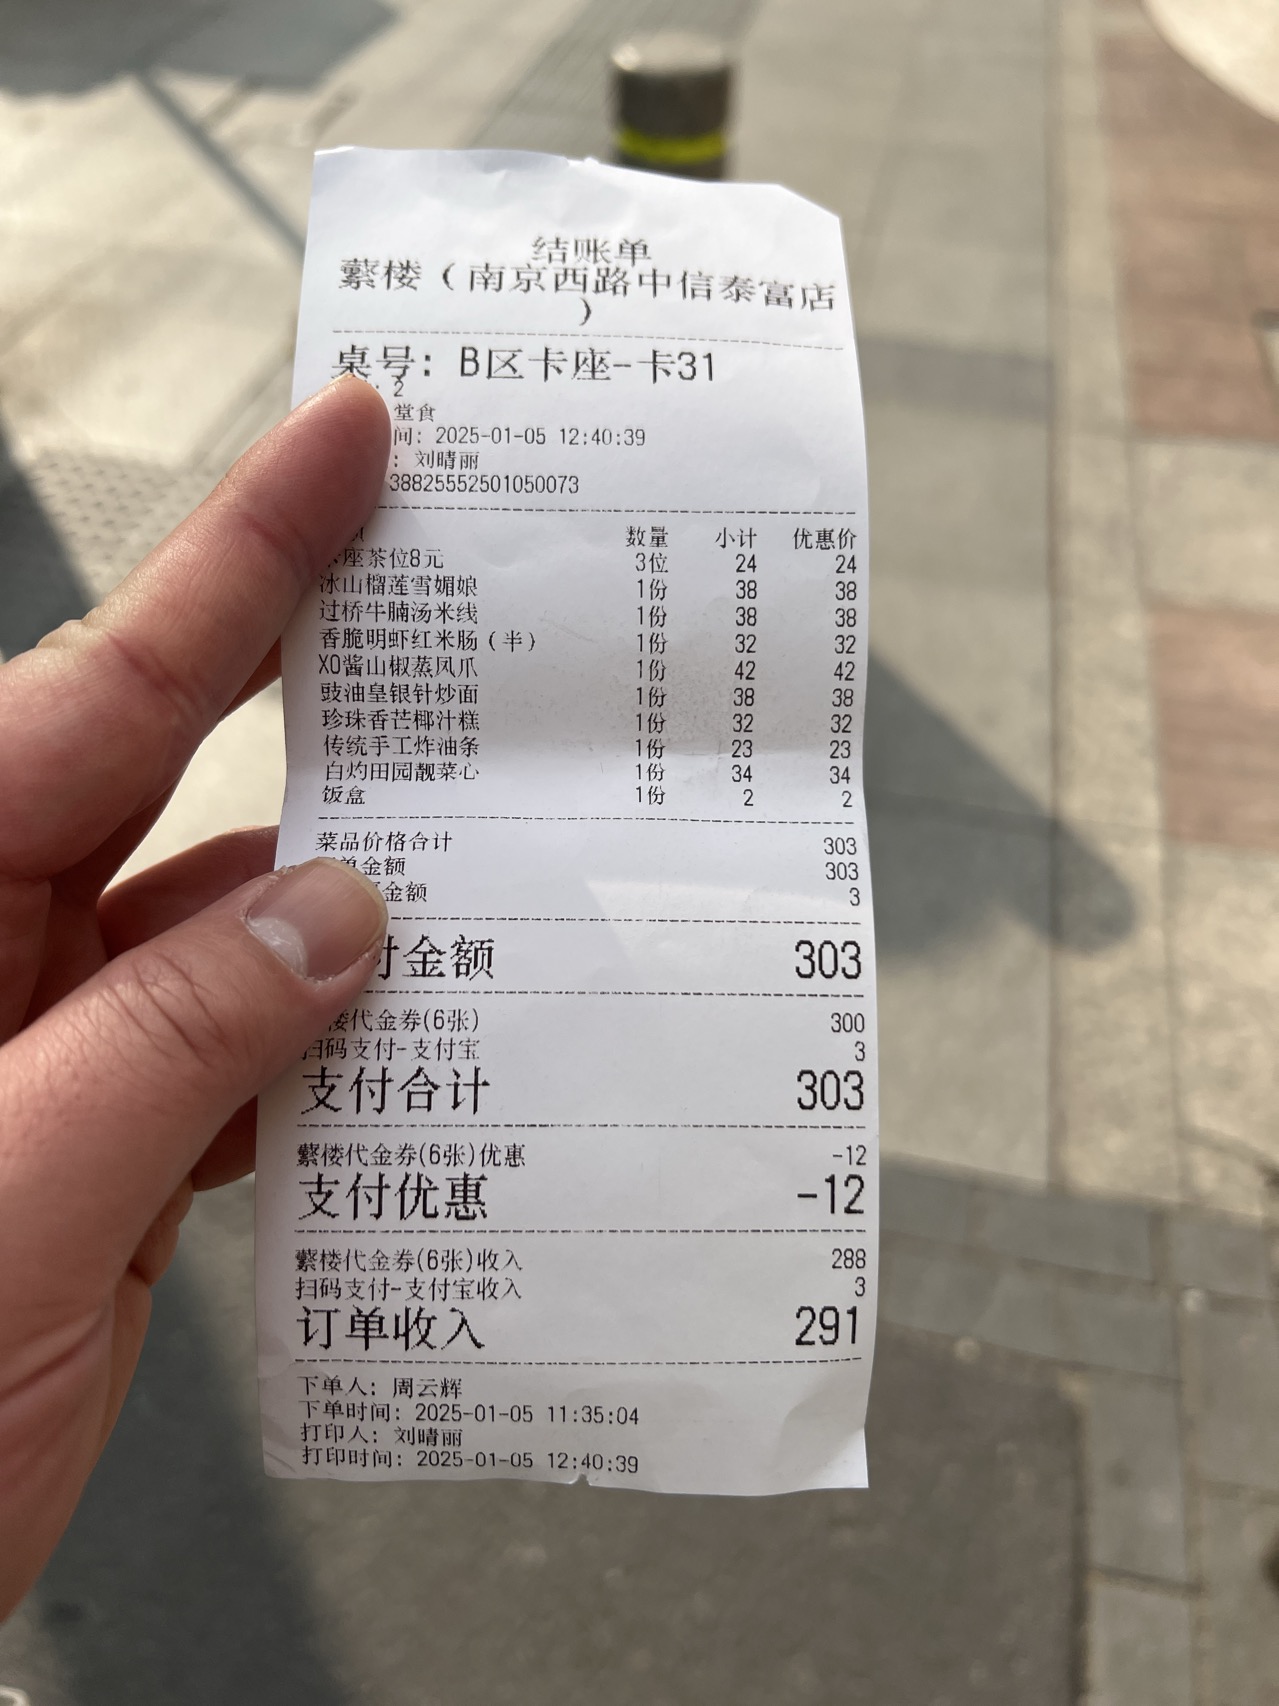 结账单
蘩楼（南京西路中信泰富店
）
桌号：B区卡座-卡31
: 2
堂食
间：2025-01-05 12:40:39
：刘晴丽
38825552501050073
数量 小计 优惠价
座茶位8元 3位 24 24
冰山榴莲雪媚娘 1份 38 38
过桥牛腩汤米线 1份 38 38
香脆明虾红米肠（半） 1份 32 32
XO酱山椒蒸凤爪 1份 42 42
豉油皇银针炒面 1份 38 38
珍珠香芒椰汁糕 1份 32 32
传统手工炸油条 1份 23 23
白灼田园靓菜心 1份 34 34
饭盒 1份 2 2
菜品价格合计 303
单金额 303
金额 3
付金额 303
楼代金券(6张) 300
扫码支付-支付宝 3
支付合计 303
蘩楼代金券(6张)优惠 -12
支付优惠 -12
蘩楼代金券(6张)收入 288
扫码支付-支付宝收入 3
订单收入 291
下单人：周云辉
下单时间：2025-01-05 11:35:04
打印人：刘晴丽
打印时间：2025-01-05 12:40:39